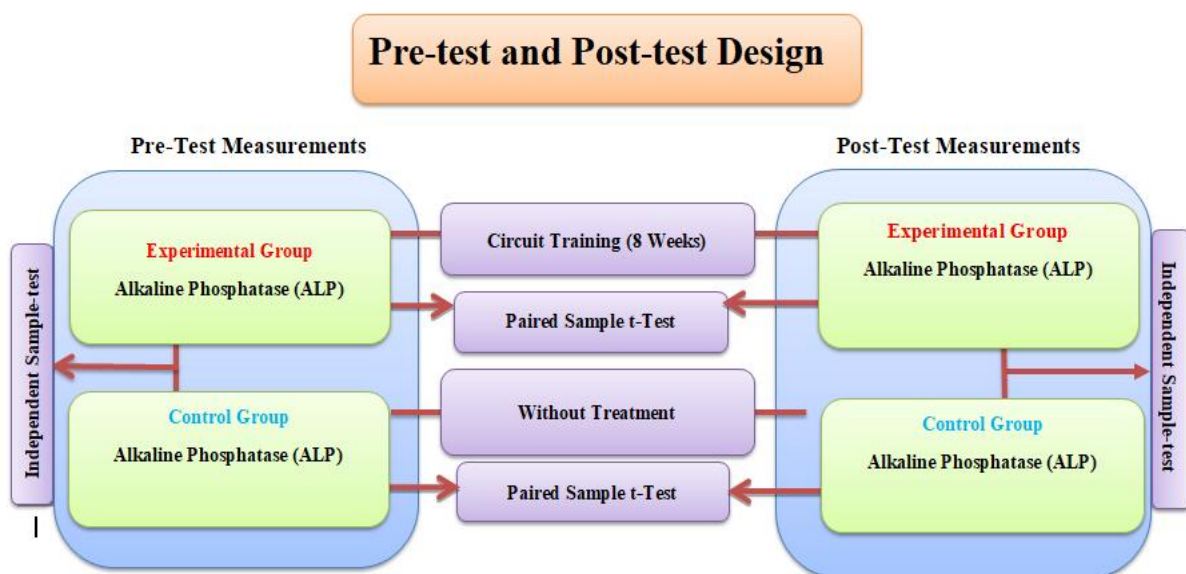 Pre-test and Post-test Design
Pre-Test Measurements
Post-Test Measurements
Experimental Group
Alkaline Phosphatase (ALP)
Circuit Training (8 Weeks)
Experimental Group
Alkaline Phosphatase (ALP)
Paired Sample t-Test
Independent Sample-test
Independent Sample-test
Control Group
Alkaline Phosphatase (ALP)
Without Treatment
Control Group
Alkaline Phosphatase (ALP)
Paired Sample t-Test